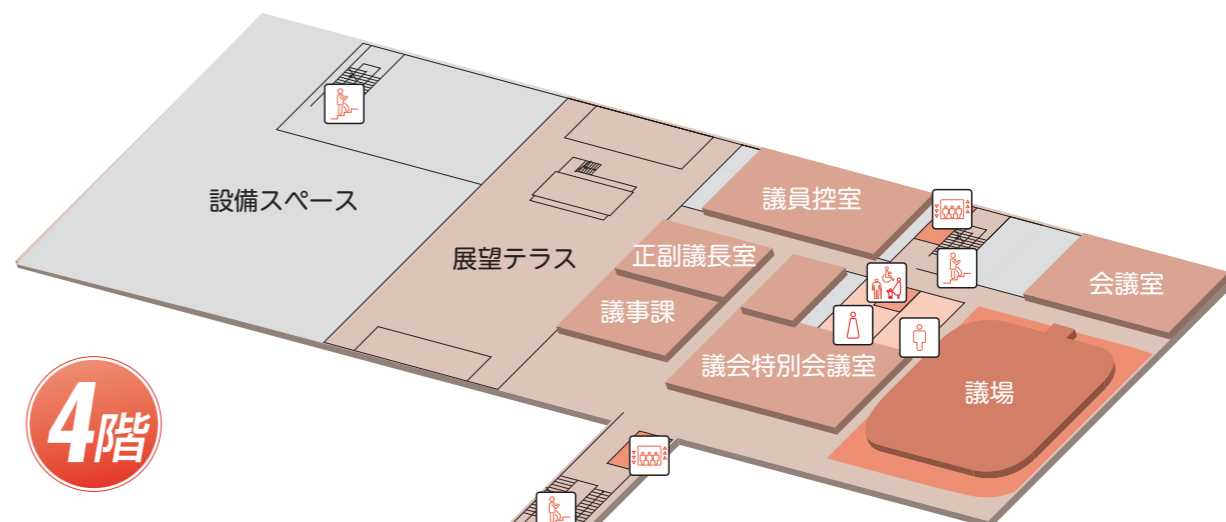 設備スペース
展望テラス
議員控室
正副議長室
議事課
会議室
議会特別会議室
議場
4階